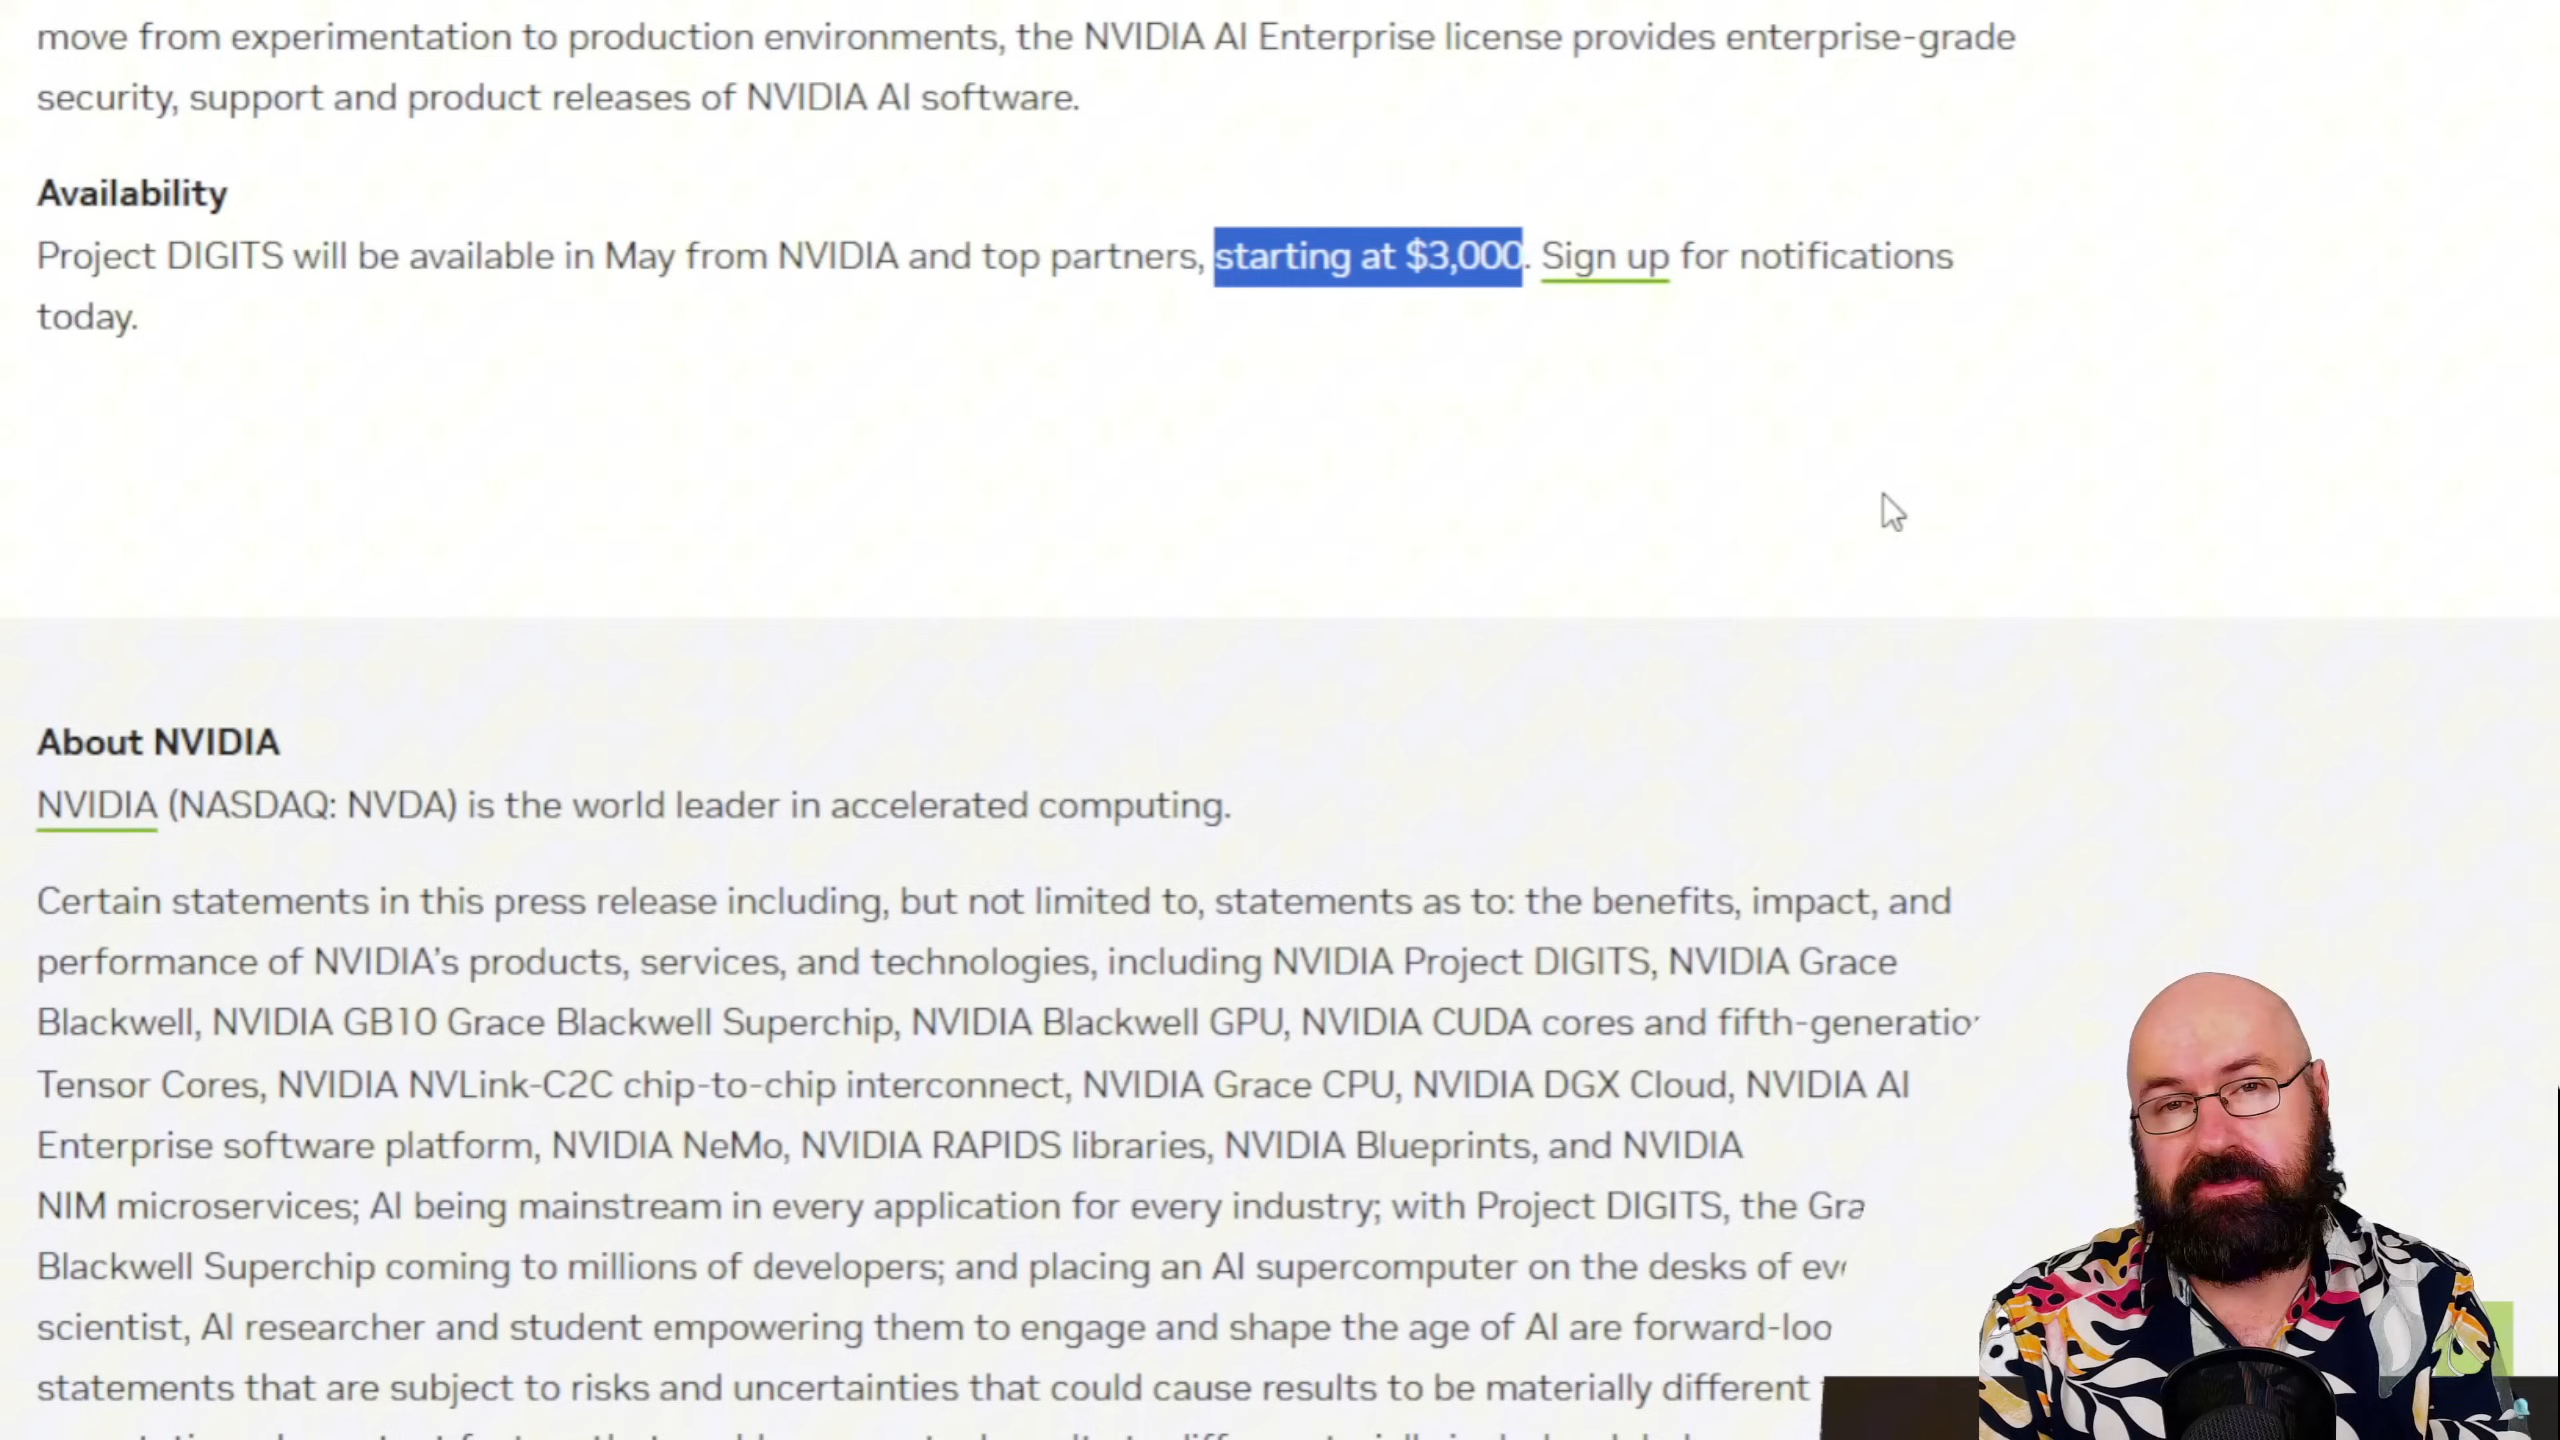 move from experimentation to production environments, the NVIDIA AI Enterprise license provides enterprise-grade
security, support and product releases of NVIDIA AI software.
Availability
Project DIGITS will be available in May from NVIDIA and top partners, starting at $3,000. Sign up for notifications
today.
About NVIDIA
NVIDIA (NASDAQ: NVDA) is the world leader in accelerated computing.
Certain statements in this press release including, but not limited to, statements as to: the benefits, impact, and
performance of NVIDIA's products, services, and technologies, including NVIDIA Project DIGITS, NVIDIA Grace
Blackwell, NVIDIA GB10 Grace Blackwell Superchip, NVIDIA Blackwell GPU, NVIDIA CUDA cores and
Tensor Cores, NVIDIA NVLink-C2C chip-to-chip interconnect, NVIDIA Grace CPU, NVIDIA DGX Cloud, NVIDIA AI
Enterprise software platform, NVIDIA NeMo, NVIDIA RAPIDS libraries, NVIDIA Blueprints, and NVIDIA
NIM microservices; AI being mainstream in every application for every industry; with Project DIGITS, the
Blackwell Superchip coming to millions of developers; and placing an AI supercomputer on the desks of
scientist, AI researcher and student empowering them to engage and shape the age of AI are
statements that are subject to risks and uncertainties that could cause results to be materially different